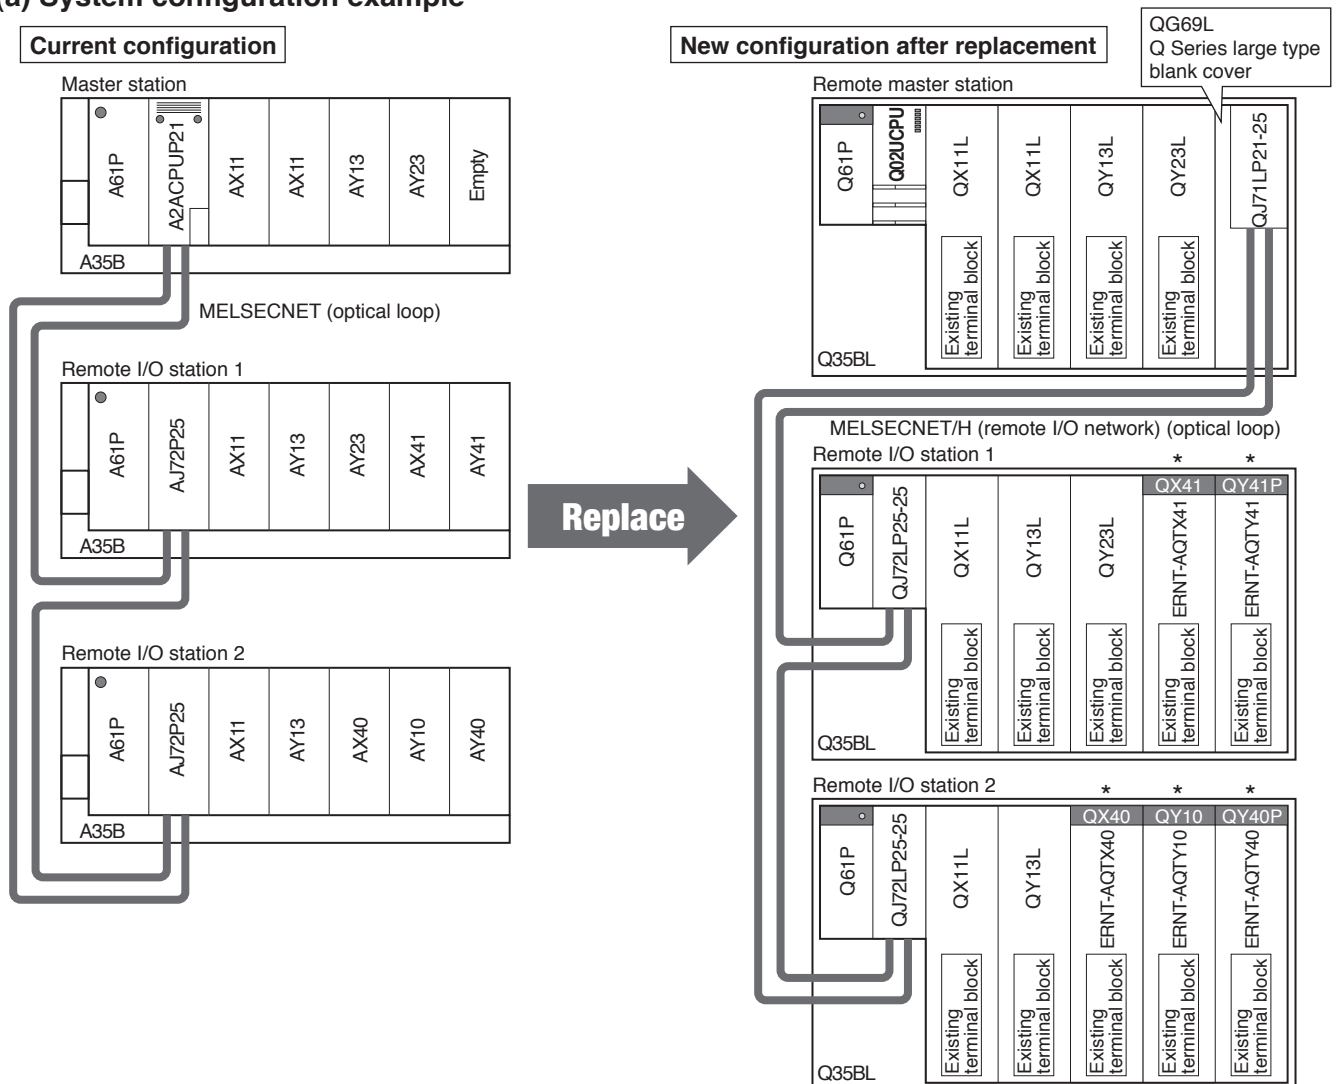 (a) System configuration example
Current configuration
Master station
A61P
A2ACPUP21
AX11
AX11
AY13
AY23
Empty
A35B
MELSECNET (optical loop)
Remote I/O station 1
A61P
AJ72P25
AX11
AY13
AY23
AX41
AY41
A35B
Remote I/O station 2
A61P
AJ72P25
AX11
AY13
AX40
AY10
AY40
A35B
Replace
New configuration after replacement
QG69L
Q Series large type
blank cover
Remote master station
Q61P
Q02UCPU
QX11L
QX11L
QY13L
QY23L
QJ71LP21-25
Existing
terminal block
Existing
terminal block
Existing
terminal block
Existing
terminal block
Q35BL
MELSECNET/H (remote I/O network) (optical loop)
Remote I/O station 1
* *
Q61P
QJ72LP25-25
QX11L
QY13L
QY23L
QX41
ERNT-AQTX41
QY41P
ERNT-AQTY41
Existing
terminal block
Existing
terminal block
Existing
terminal block
Existing
terminal block
Existing
terminal block
Q35BL
Remote I/O station 2
* * *
Q61P
QJ72LP25-25
QX11L
QY13L
QX40
ERNT-AQTX40
QY10
ERNT-AQTY10
QY40P
ERNT-AQTY40
Existing
terminal block
Existing
terminal block
Existing
terminal block
Existing
terminal block
Existing
terminal block
Q35BL